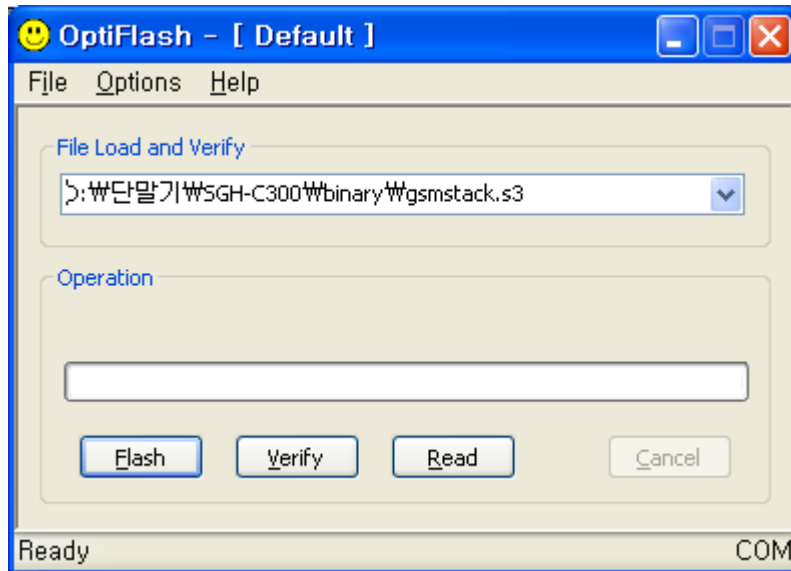 OptiFlash - [ Default ]
File Options Help
File Load and Verify
:₩단말기₩SGH-C300₩binary₩gsmstack.s3
Operation
Flash Verify Read Cancel
Ready COM